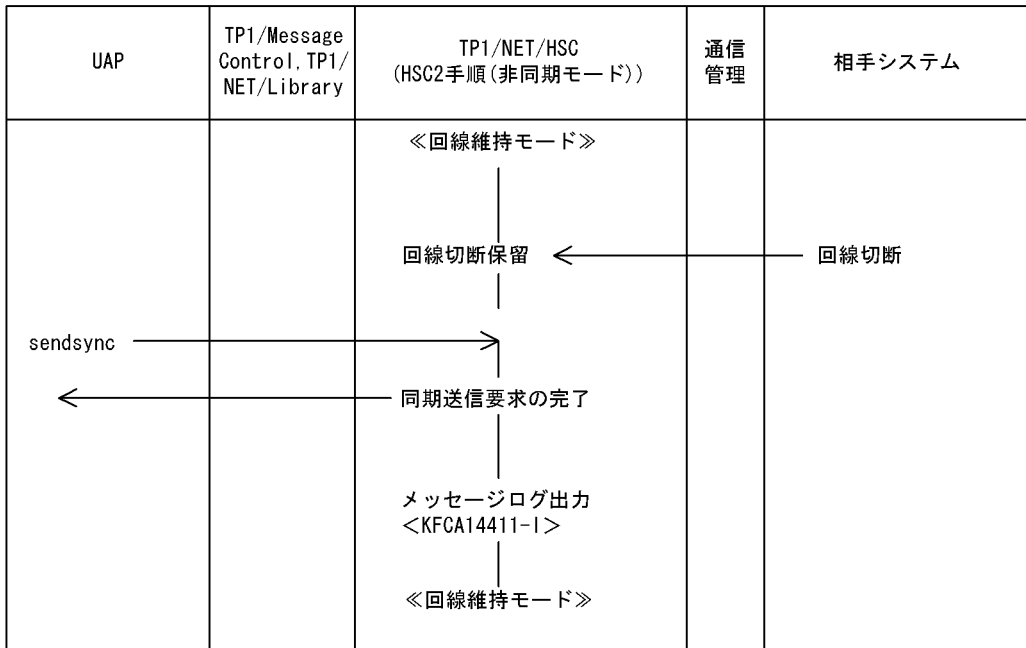 UAP
TP1/Message
Control,TP1/
NET/Library
TP1/NET/HSC
(HSC2手順(非同期モード))
通信
管理
相手システム
≪回線維持モード≫
回線切断保留
回線切断
sendsync
同期送信要求の完了
メッセージログ出力
＜KFCA14411-I＞
≪回線維持モード≫